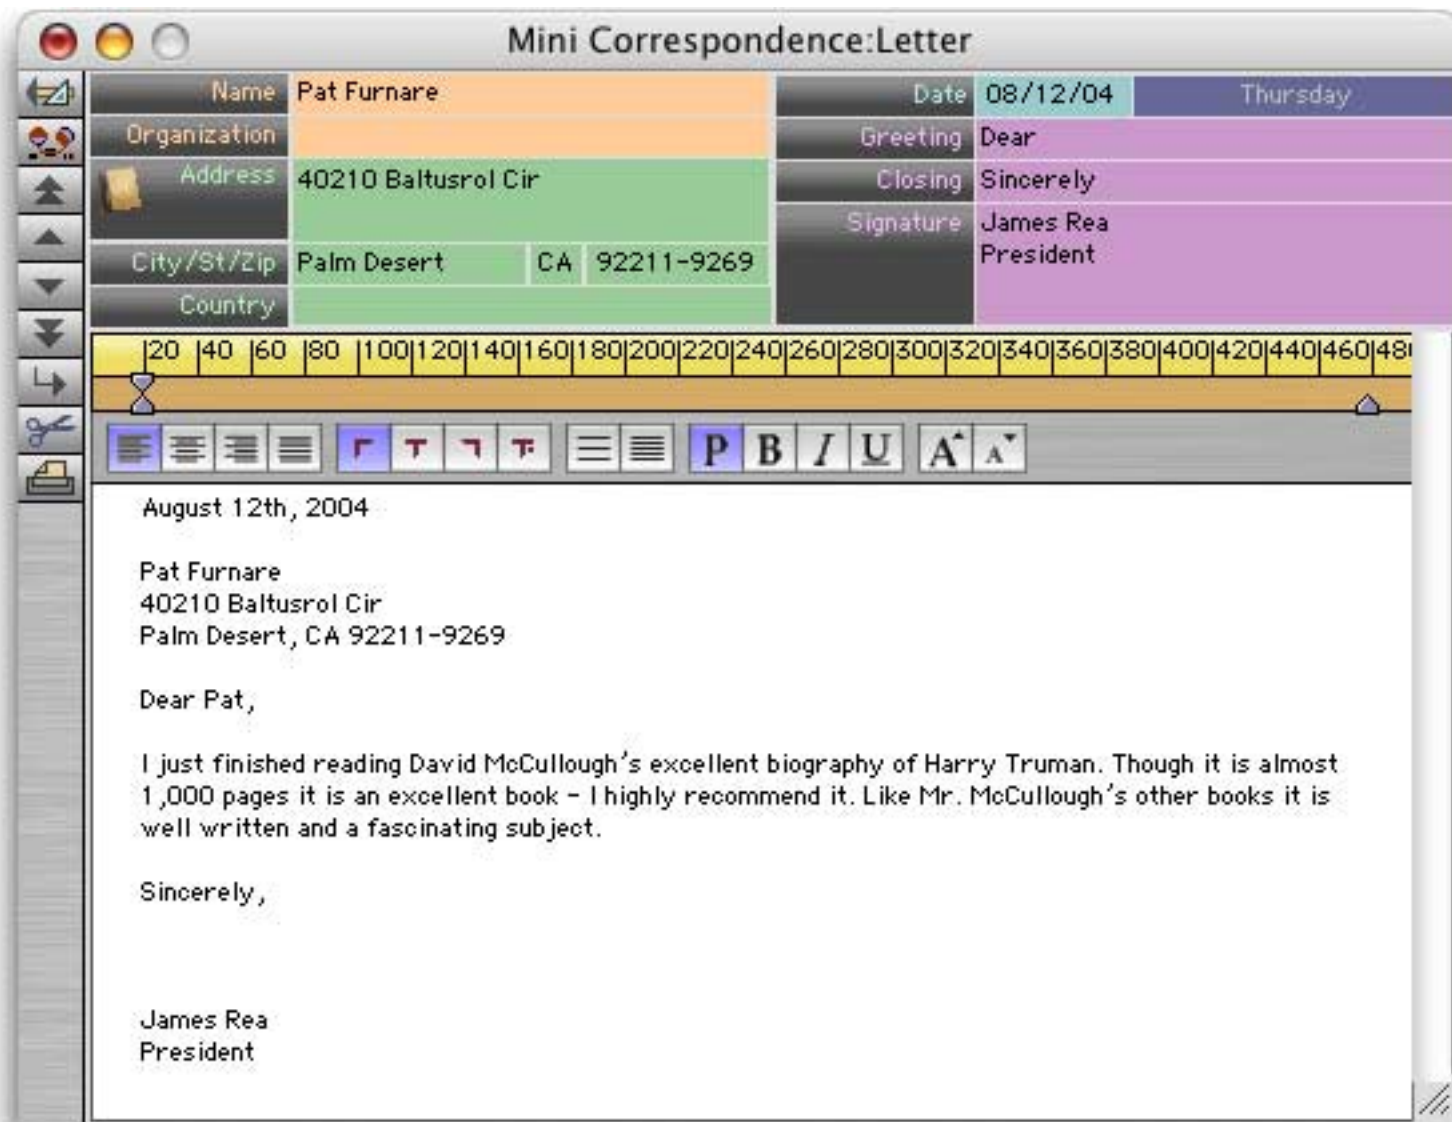 Mini Correspondence:Letter
Name Pat Furnare Date 08/12/04 Thursday
Organization Greeting Dear
Address 40210 Baltusrol Cir Closing Sincerely
Signature James Rea
City/St/Zip Palm Desert CA 92211-9269 President
Country
|20 |40 |60 |80 |100|120|140|160|180|200|220|240|260|280|300|320|340|360|380|400|420|440|460|48
P B I U A A
August 12th, 2004
Pat Furnare
40210 Baltusrol Cir
Palm Desert, CA 92211-9269
Dear Pat,
I just finished reading David McCullough's excellent biography of Harry Truman. Though it is almost
1,000 pages it is an excellent book - I highly recommend it. Like Mr. McCullough's other books it is
well written and a fascinating subject.
Sincerely,
James Rea
President